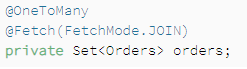 @OneToMany
@Fetch(FetchMode.JOIN)
private Set<Orders> orders;